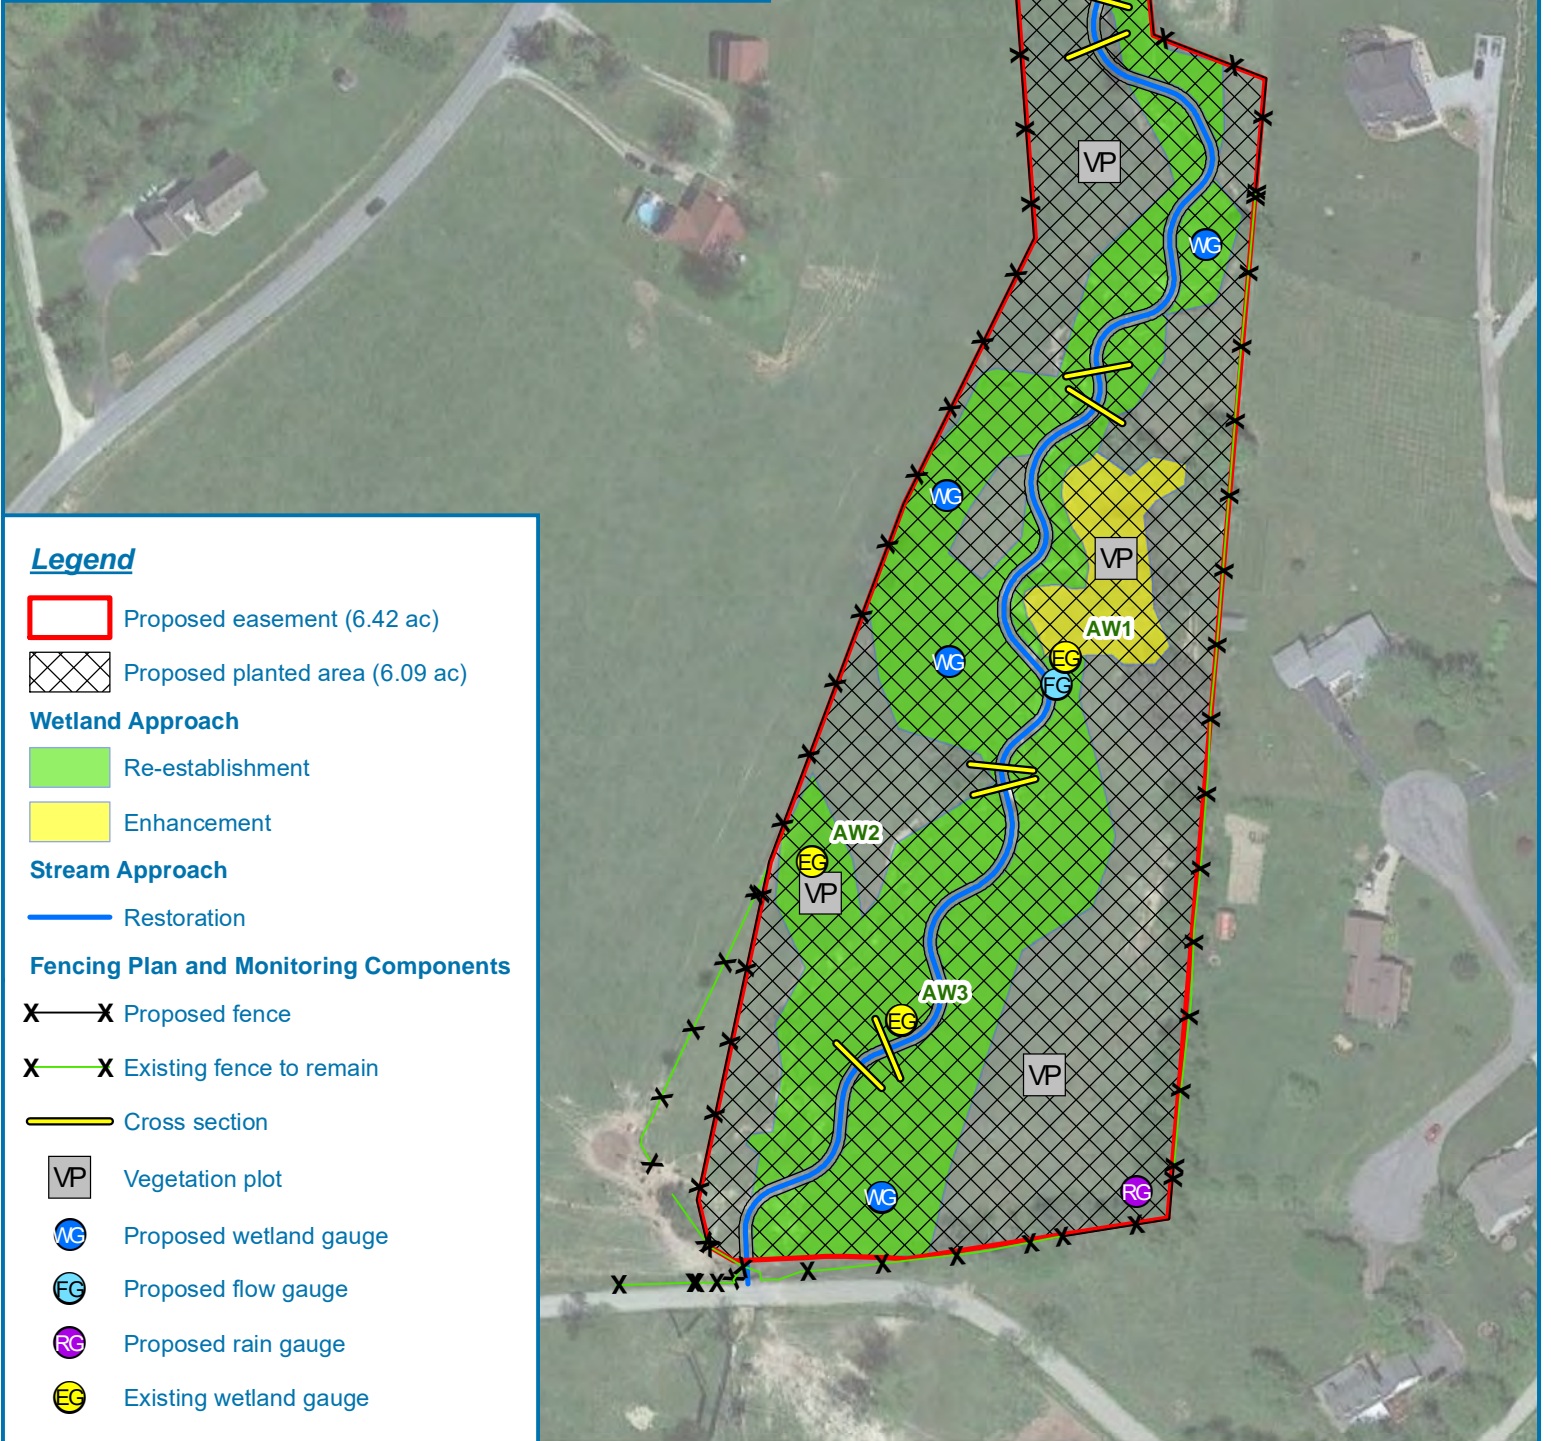 VP
WG
WG
VP
AW1
EG
WG
FG
AW2
EG
VP
AW3
EG
VP
RG
WG
Legend
Proposed easement (6.42 ac)
Proposed planted area (6.09 ac)
Wetland Approach
Re-establishment
Enhancement
Stream Approach
Restoration
Fencing Plan and Monitoring Components
X X Proposed fence
X X Existing fence to remain
Cross section
VP Vegetation plot
WG Proposed wetland gauge
FG Proposed flow gauge
RG Proposed rain gauge
EG Existing wetland gauge